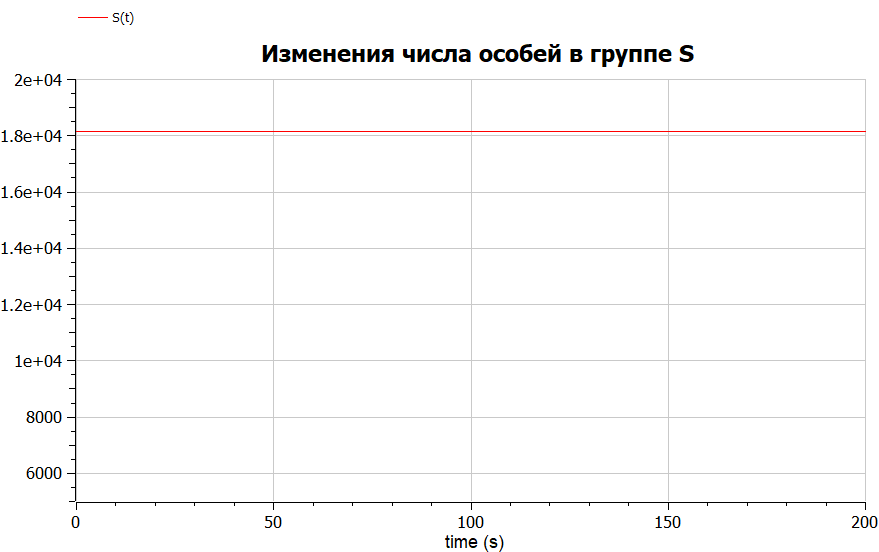 S(t)
Изменения числа особей в группе S
2e+04
1.8e+04
1.6e+04
1.4e+04
1.2e+04
1e+04
8000
6000
0 50 100 150 200
time (s)